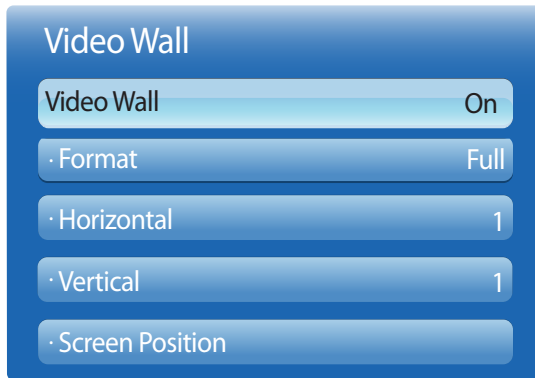 Video Wall
Video Wall On
· Format Full
· Horizontal 1
· Vertical 1
· Screen Position